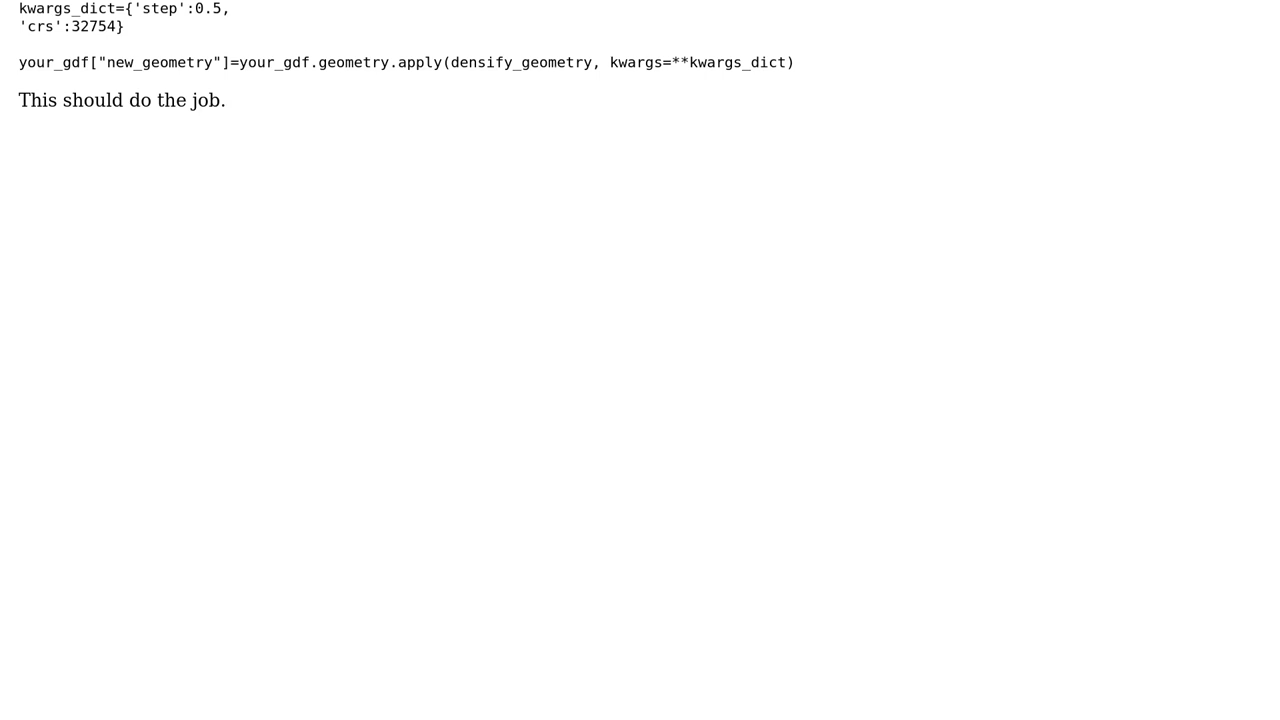 kwargs_dict={'step':0.5,
'crs':32754}
your_gdf["new_geometry"]=your_gdf.geometry.apply(densify_geometry, kwargs=**kwargs_dict)
This should do the job.